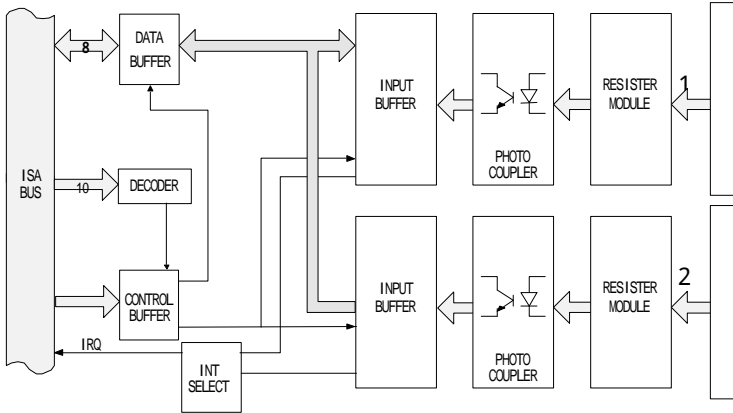 8
DATA
BUFFER
INPUT
BUFFER
PHOTO
COUPLER
RESISTER
MODULE
1
ISA
BUS
10
DECODER
CONTROL
BUFFER
IRQ
INT
SELECT
INPUT
BUFFER
PHOTO
COUPLER
RESISTER
MODULE
2